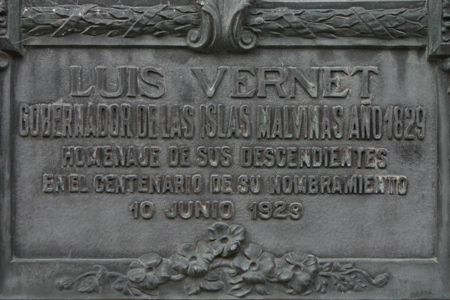 LUIS VERNET
GOBERNADOR DE LAS ISLAS MALVINAS AÑO 1829
HOMENAJE DE SUS DESCENDIENTES
EN EL CENTENARIO DE SU NOMBRAMIENTO
10 JUNIO 1929